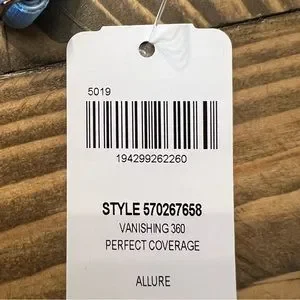 5019
194299262260
STYLE 570267658
VANISHING 360
PERFECT COVERAGE
ALLURE